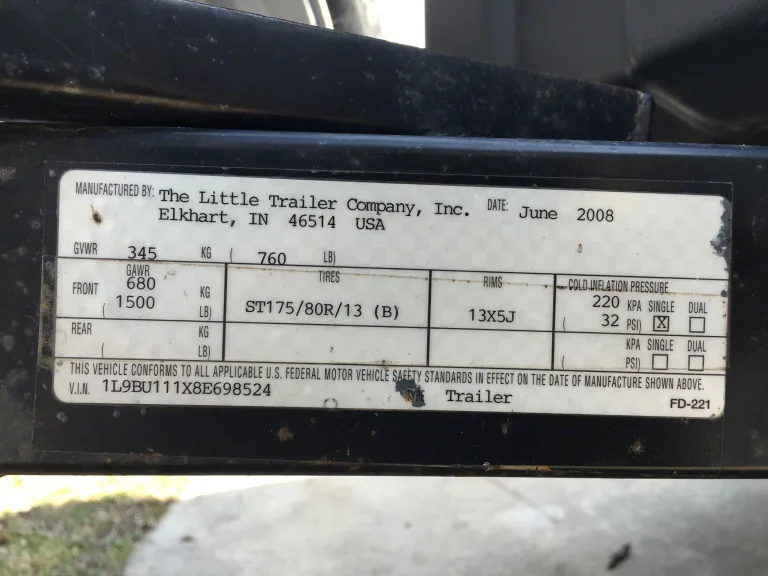 MANUFACTURED BY: The Little Trailer Company, Inc. DATE: June 2008
Elkhart, IN 46514 USA
GVWR 345 KG ( 760 LB)
GAWR TIRES RIMS COLD INFLATION PRESSURE
FRONT 680 KG ST175/80R/13 (B) 13X5J 220 KPA SINGLE DUAL
( 1500 LB) ( 32 PSI) X
REAR KG KPA SINGLE DUAL
( LB) ( PSI)
THIS VEHICLE CONFORMS TO ALL APPLICABLE U.S. FEDERAL MOTOR VEHICLE SAFETY STANDARDS IN EFFECT ON THE DATE OF MANUFACTURE SHOWN ABOVE.
V.I.N. 1L9BU111X8E698524 Trailer
FD-221